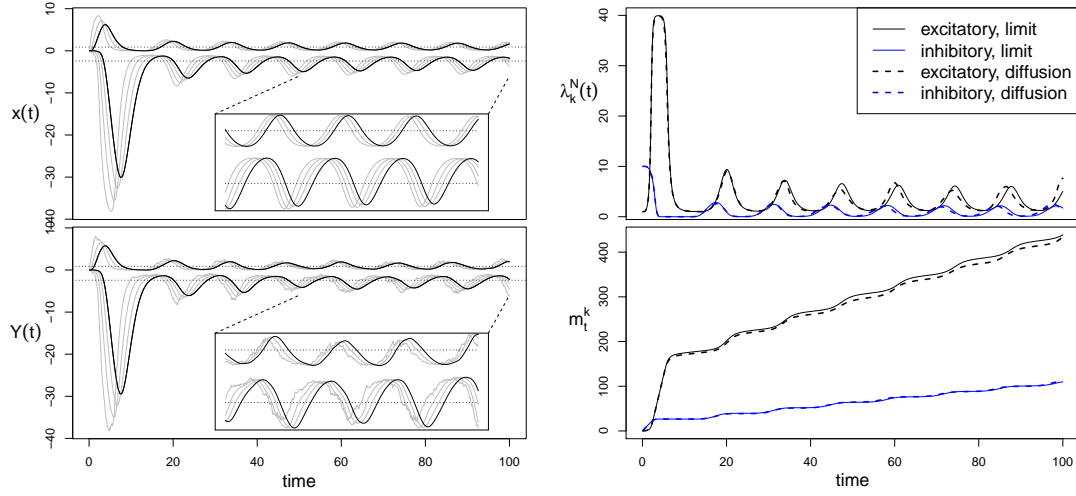 x(t)
10
0
−10
−20
−30
Y(t)
0
−10
−20
−30
−40
0 20 40 60 80 100
time
λ_k^N(t)
40
30
20
10
0
excitatory, limit
inhibitory, limit
excitatory, diffusion
inhibitory, diffusion
m_t^k
400
300
200
100
0
0 20 40 60 80 100
time